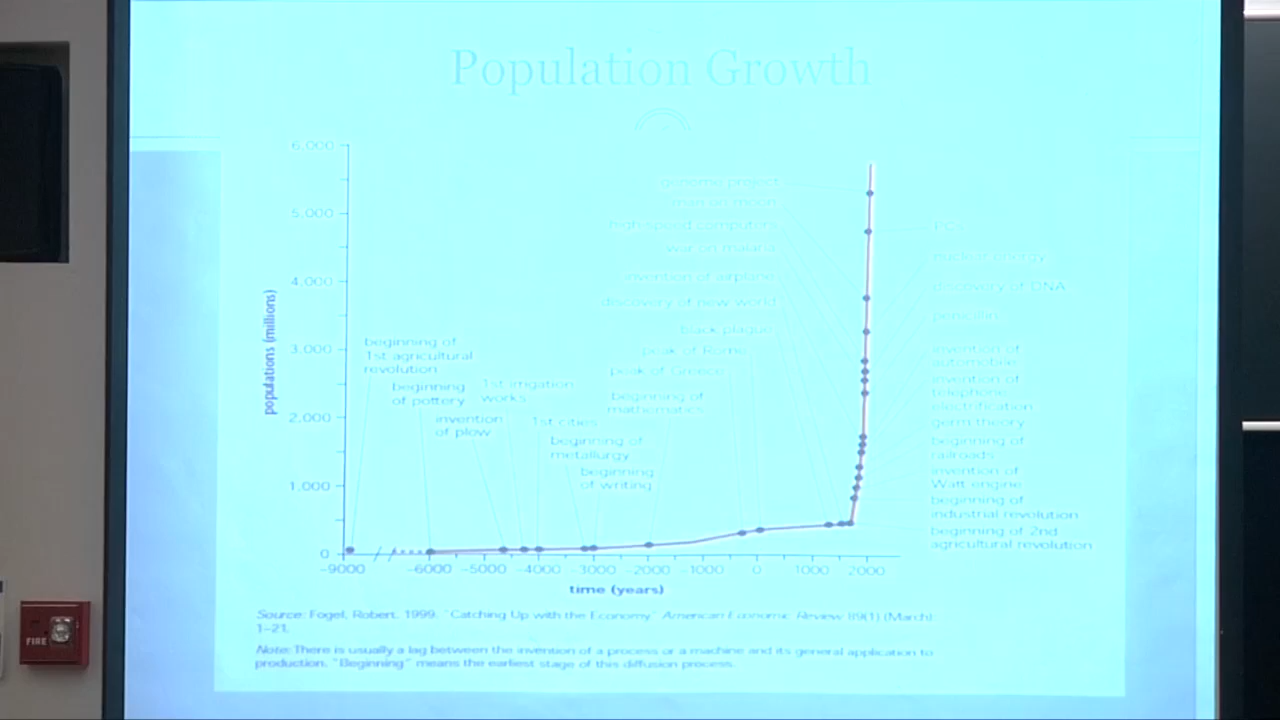 Population Growth
6,000
5,000
4,000
3,000
2,000
1,000
0
populations (millions)
-9000
-6000
-5000
-4000
-3000
-2000
-1000
0
1000
2000
time (years)
beginning of
1st agricultural
revolution
beginning
of pottery
invention
of plow
1st irrigation
works
1st cities
beginning of
metallurgy
beginning
of writing
beginning of
mathematics
peak of Greece
peak of Rome
black plague
discovery of new world
invention of airplane
war on malaria
high-speed computers
man on moon
genome project
PCs
nuclear energy
discovery of DNA
penicillin
invention of
automobile
invention of
telephone
electrification
germ theory
beginning of
railroads
invention of
Watt engine
beginning of
industrial revolution
beginning of 2nd
agricultural revolution
Source: Fogel, Robert. 1999. "Catching Up with the Economy" American Economic Review 89(1) (March):
1-21.
Note: There is usually a lag between the invention of a process or a machine and its general application to
production. "Beginning" means the earliest stage of this diffusion process.
FIRE